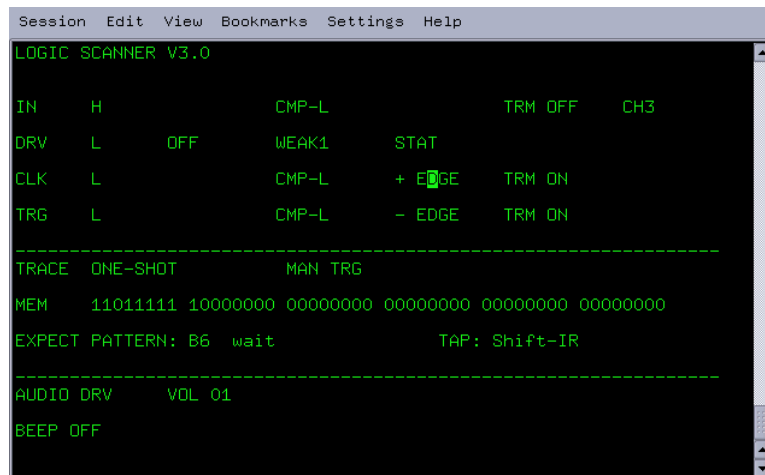 Session Edit View Bookmarks Settings Help
LOGIC SCANNER V3.0
IN H CMP-L TRM OFF CH3
DRV L OFF WEAK1 STAT
CLK L CMP-L + EDGE TRM ON
TRG L CMP-L - EDGE TRM ON
TRACE ONE-SHOT MAN TRG
MEM 11011111 10000000 00000000 00000000 00000000 00000000
EXPECT PATTERN: B6 wait TAP: Shift-IR
AUDIO DRV VOL 01
BEEP OFF